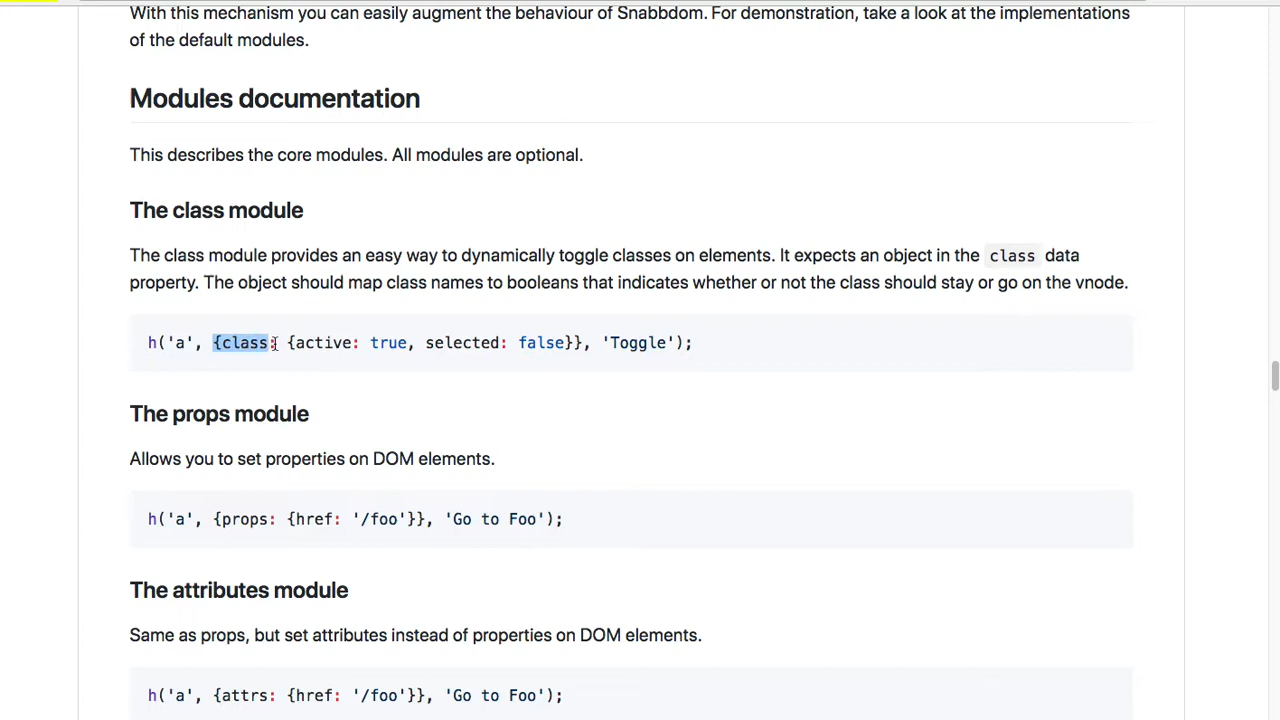 With this mechanism you can easily augment the behaviour of Snabbdom. For demonstration, take a look at the implementations
of the default modules.
Modules documentation
This describes the core modules. All modules are optional.
The class module
The class module provides an easy way to dynamically toggle classes on elements. It expects an object in the class data
property. The object should map class names to booleans that indicates whether or not the class should stay or go on the vnode.
h('a', {class: {active: true, selected: false}}, 'Toggle');
The props module
Allows you to set properties on DOM elements.
h('a', {props: {href: '/foo'}}, 'Go to Foo');
The attributes module
Same as props, but set attributes instead of properties on DOM elements.
h('a', {attrs: {href: '/foo'}}, 'Go to Foo');